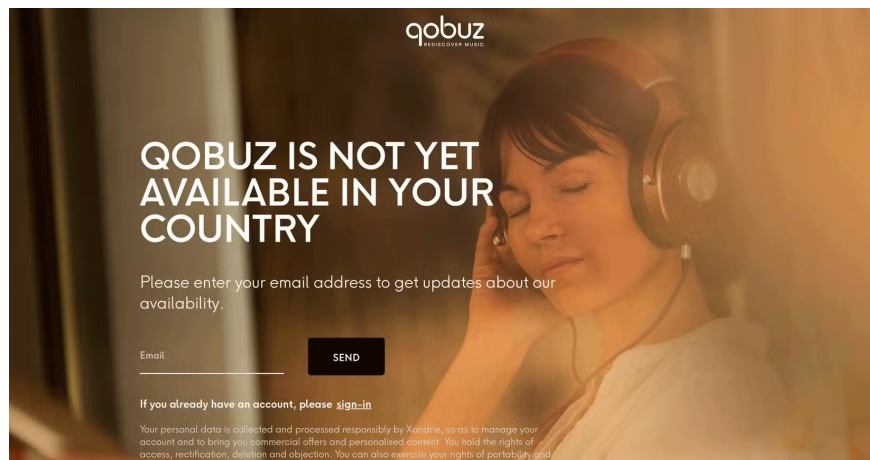 qobuz
REDISCOVER MUSIC
QOBUZ IS NOT YET
AVAILABLE IN YOUR
COUNTRY
Please enter your email address to get updates about our
availability.
Email
SEND
If you already have an account, please sign-in
Your personal data is collected and processed responsibly by Xandrie, so as to manage your
account and to bring you commercial offers and personalised content. You hold the rights of
access, rectification, deletion and objection. You can also exercise your rights of portability and